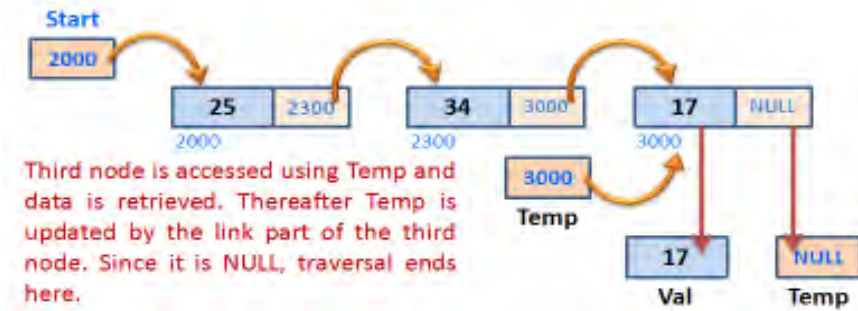 Start
2000
25 2300 34 3000 17 NULL
2000 2300 3000
Third node is accessed using Temp and
data is retrieved. Thereafter Temp is
updated by the link part of the third
node. Since it is NULL, traversal ends
here.
3000
Temp
17 NULL
Val Temp